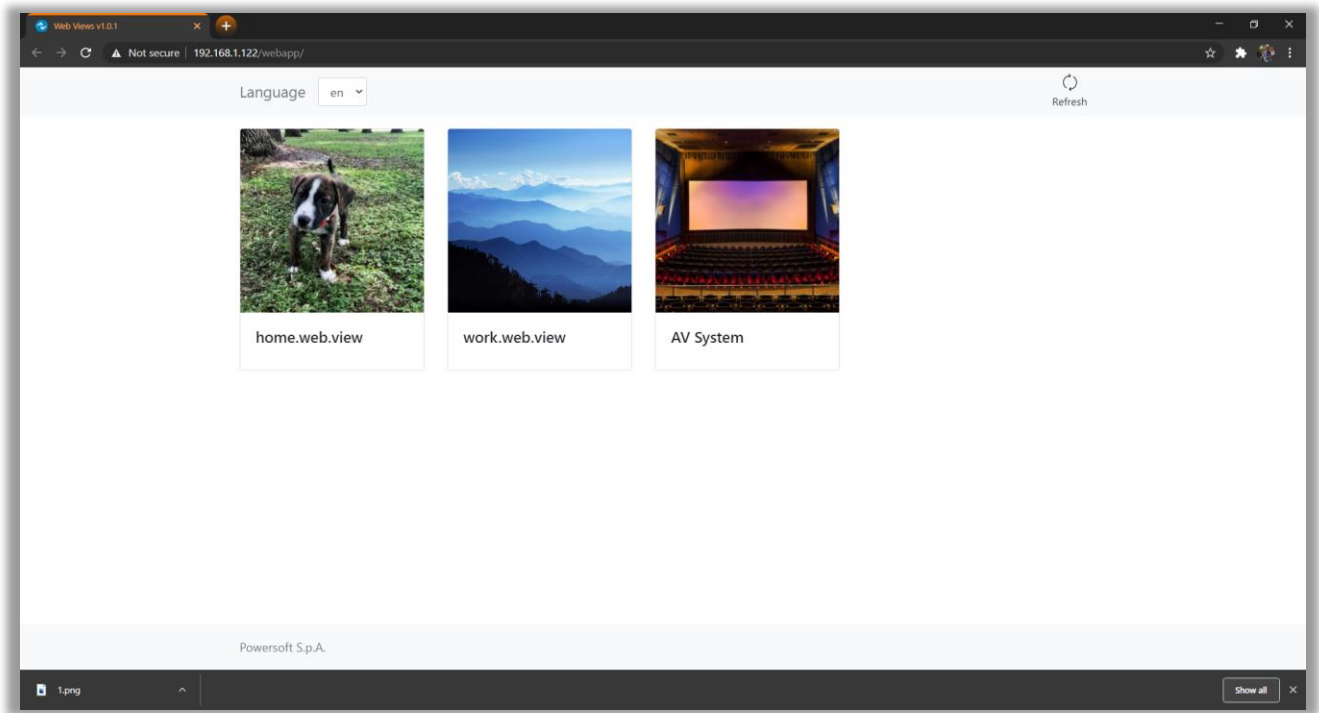 Web Views v1.0.1
Not secure | 192.168.1.122/webapp/
Language en
Refresh
home.web.view
work.web.view
AV System
Powersoft S.p.A.
1.png
Show all